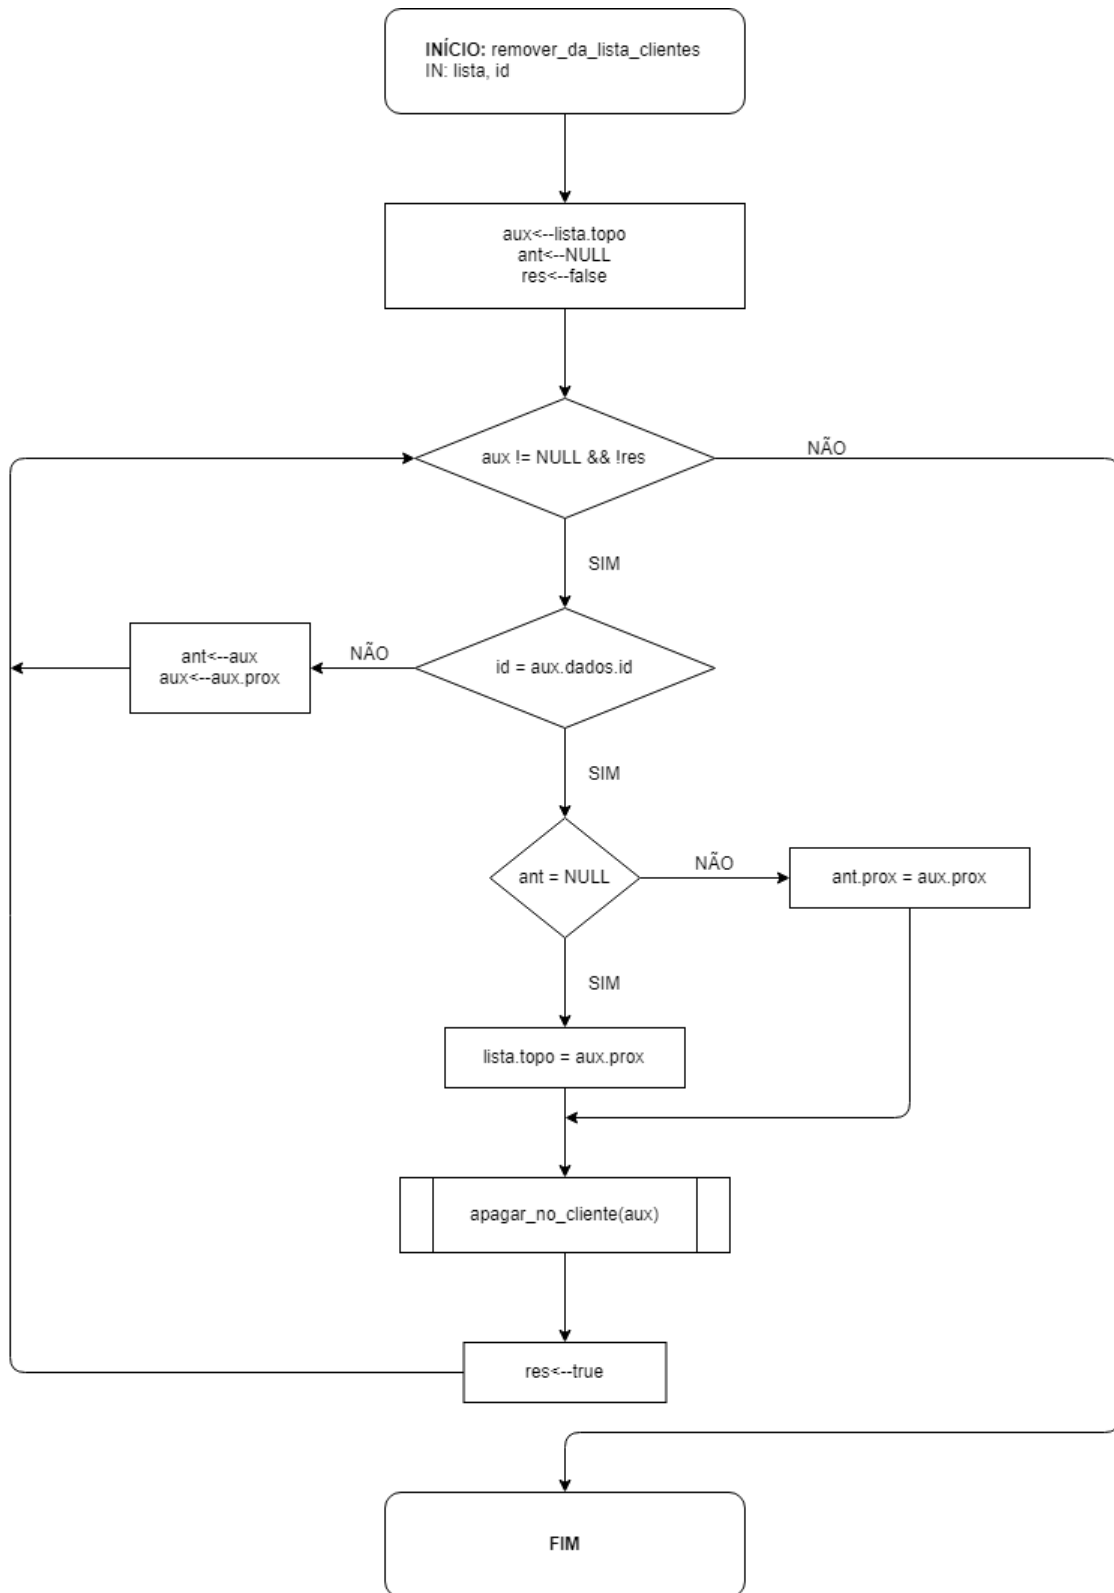 INÍCIO: remover_da_lista_clientes
IN: lista, id
aux<--lista.topo
ant<--NULL
res<--false
aux != NULL && !res
NÃO
SIM
id = aux.dados.id
NÃO
ant<--aux
aux<--aux.prox
SIM
ant = NULL
NÃO
ant.prox = aux.prox
SIM
lista.topo = aux.prox
apagar_no_cliente(aux)
res<--true
FIM